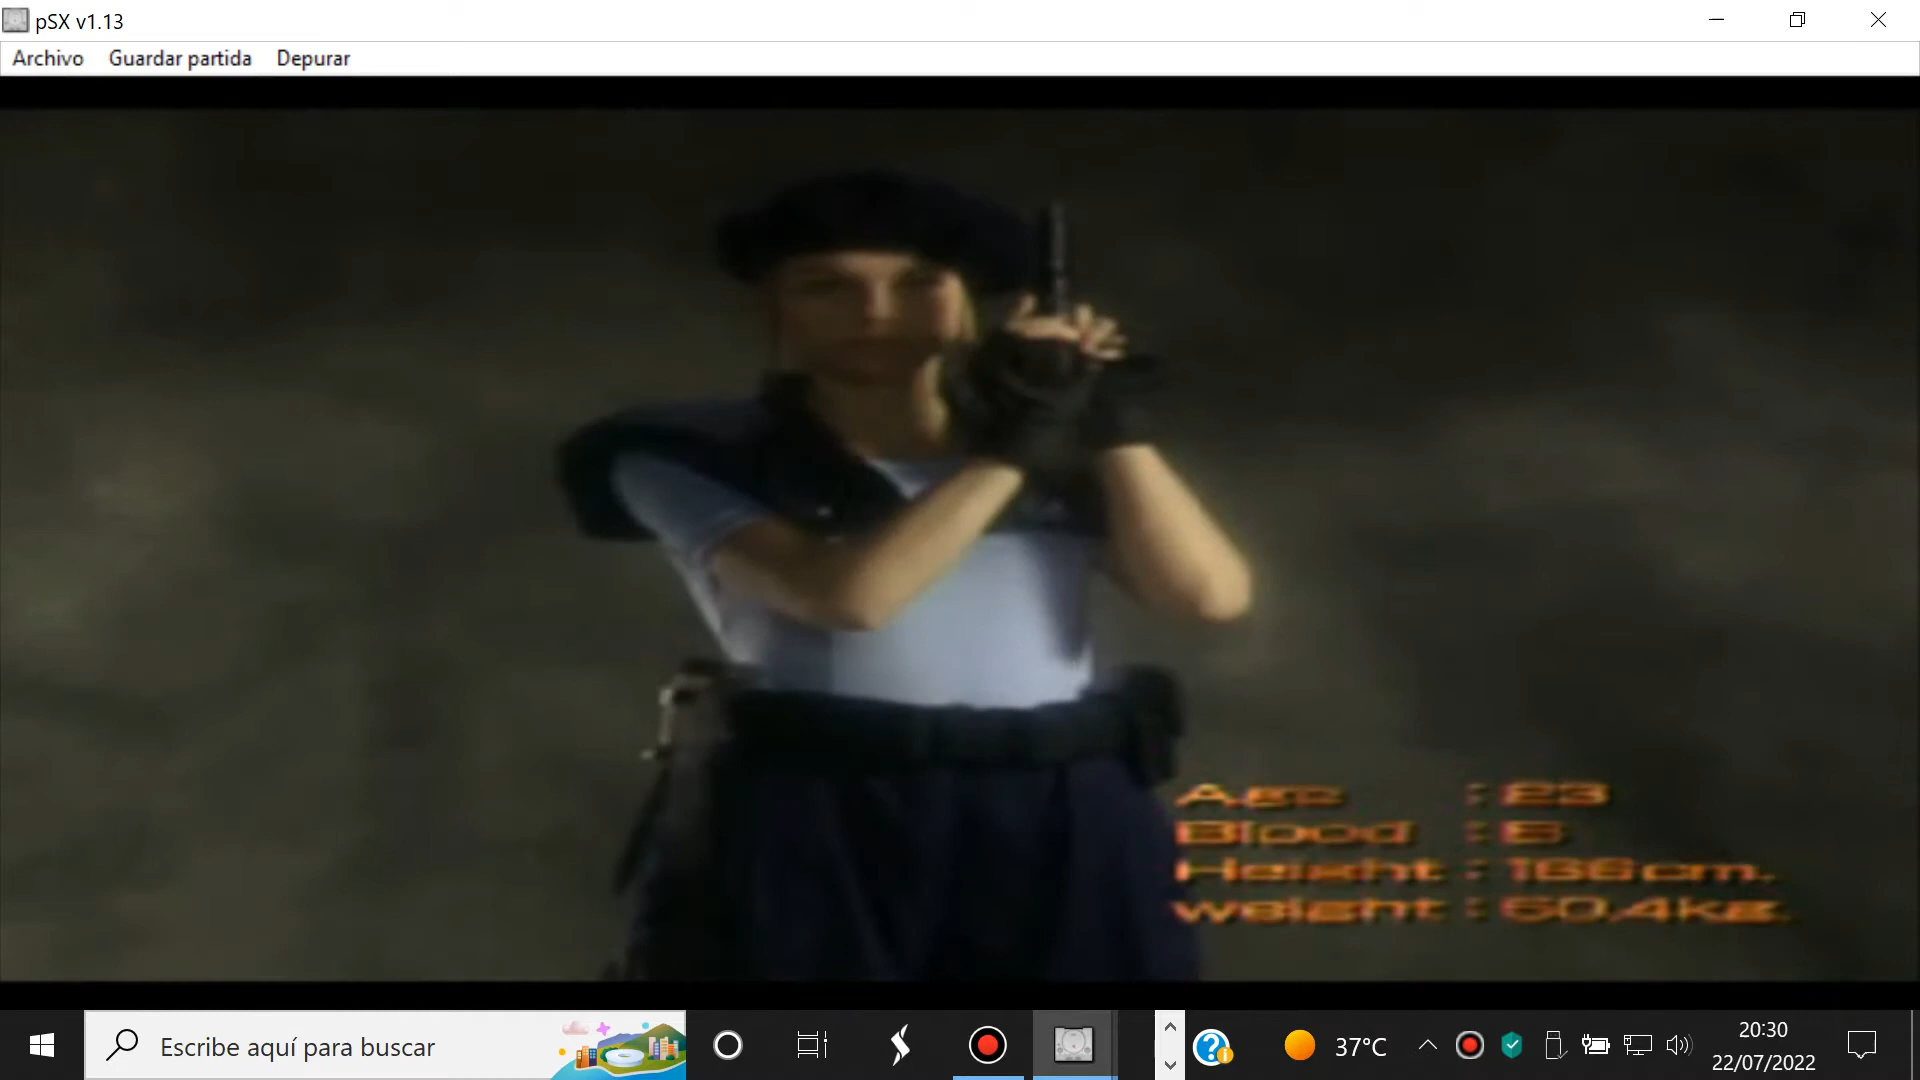 pSX v1.13
Archivo Guardar partida Depurar
Age : 23
Blood : B
Height : 166cm.
weight : 50.4kg.
Escribe aquí para buscar
37°C
20:30
22/07/2022